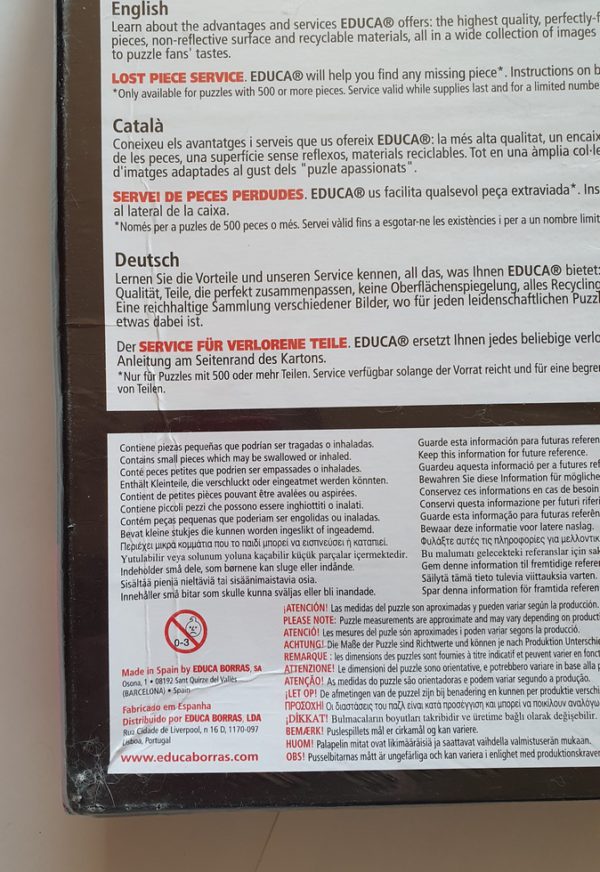 English
Learn about the advantages and services EDUCA® offers: the highest quality, perfectly-f
pieces, non-reflective surface and recyclable materials, all in a wide collection of images
to puzzle fans' tastes.
LOST PIECE SERVICE. EDUCA® will help you find any missing piece*. Instructions on b
*Only available for puzzles with 500 or more pieces. Service valid while supplies last and for a limited numbe
Català
Coneixeu els avantatges i serveis que us ofereix EDUCA®: la més alta qualitat, un encaix
de les peces, una superfície sense reflexos, materials reciclables. Tot en una àmplia col·le
d'imatges adaptades al gust dels "puzle apassionats".
SERVEI DE PECES PERDUDES. EDUCA® us facilita qualsevol peça extraviada*. Ins
al lateral de la caixa.
*Només per a puzles de 500 peces o més. Servei vàlid fins a esgotar-ne les existències i per a un nombre limit
Deutsch
Lernen Sie die Vorteile und unseren Service kennen, all das, was Ihnen EDUCA® bietet:
Qualität, Teile, die perfekt zusammenpassen, keine Oberflächenspiegelung, alles Recycling
Eine reichhaltige Sammlung verschiedener Bilder, wo für jeden leidenschaftlichen Puzzl
etwas dabei ist.
Der SERVICE FÜR VERLORENE TEILE. EDUCA® ersetzt Ihnen jedes beliebige verlo
Anleitung am Seitenrand des Kartons.
*Nur für Puzzles mit 500 oder mehr Teilen. Service verfügbar solange der Vorrat reicht und für eine begren
von Teilen.
Contiene piezas pequeñas que podrían ser tragadas o inhaladas.
Contains small pieces which may be swallowed or inhaled.
Conté peces petites que podrien ser empassades o inhalades.
Enthält Kleinteile, die verschluckt oder eingeatmet werden könnten.
Contient de petites pièces pouvant être avalées ou aspirées.
Contiene piccoli pezzi che possono essere inghiottiti o inalati.
Contém peças pequenas que poderiam ser engolidas ou inaladas.
Bevat kleine stukjes die kunnen worden ingeslikt of ingeademd.
Περιέχει μικρά κομμάτια που το παιδί μπορεί να εισπνεύσει ή καταπιεί.
Yutulabilir veya solunum yoluna kaçabilir küçük parçalar içermektedir.
Indeholder små dele, som børnene kan sluge eller indånde.
Sisältää pieniä nieltäviä tai sisäänimaistavia osia.
Innehåller små bitar som skulle kunna sväljas eller bli inandade.
Guarde esta información para futuras referen
Keep this information for future reference.
Guardeu aquesta informació per a futures ref
Bewahren Sie diese Information für mögliche
Conservez ces informations en cas de besoin
Conservi questa informazione per futuri riferi
Guarde esta informação para futuras referên
Bewaar deze informatie voor latere naslag.
Φυλάξτε αυτές τις πληροφορίες για μελλοντικ
Bu malumatı gelecekteki referanslar için sak
Gem denne information til fremtidige referen
Säilytä tämä tieto tulevia viittauksia varten.
Spar denna information för framtida referen
0-3
Made in Spain by EDUCA BORRAS, SA
Osona, 1 • 08192 Sant Quirze del Vallès
(BARCELONA) • Spain
Fabricado em Espanha
Distribuido por EDUCA BORRAS, LDA
Rua Cidade de Liverpool, n 16 D, 1170-097
Lisboa, Portugal
www.educaborras.com
¡ATENCIÓN! Las medidas del puzzle son aproximadas y pueden variar según la producción.
PLEASE NOTE: Puzzle measurements are approximate and may vary depending on producti
ATENCIÓ! Les mesures del puzle són aproximades i poden variar segons la producció.
ACHTUNG! Die Maße der Puzzle sind Richtwerte und können je nach Produktion Unterschie
REMARQUE : les dimensions des puzzles sont fournies à titre indicatif et peuvent varier en fonct
ATTENZIONE! Le dimensioni del puzzle sono orientative, e potrebbero variare in base alla p
ATENÇÃO! As medidas do puzzle são orientadoras e podem variar segundo a produção.
¡LET OP! De afmetingen van de puzzel zijn bij benadering en kunnen per productie verschi
ΠΡΟΣΟΧΗ! Οι διαστάσεις του παζλ είναι κατά προσέγγιση και μπορεί να ποικίλουν αναλόγω
¡DİKKAT! Bulmacaların boyutları takribidir ve üretime bağlı olarak değişebilir.
BEMÆRK! Puslespillets mål er cirkamål og kan variere.
HUOM! Palapelin mitat ovat likimääräisiä ja saattavat vaihdella valmistuserän mukaan.
OBS! Pusselbitarnas mått är ungefärliga och kan variera i enlighet med produktionskraven